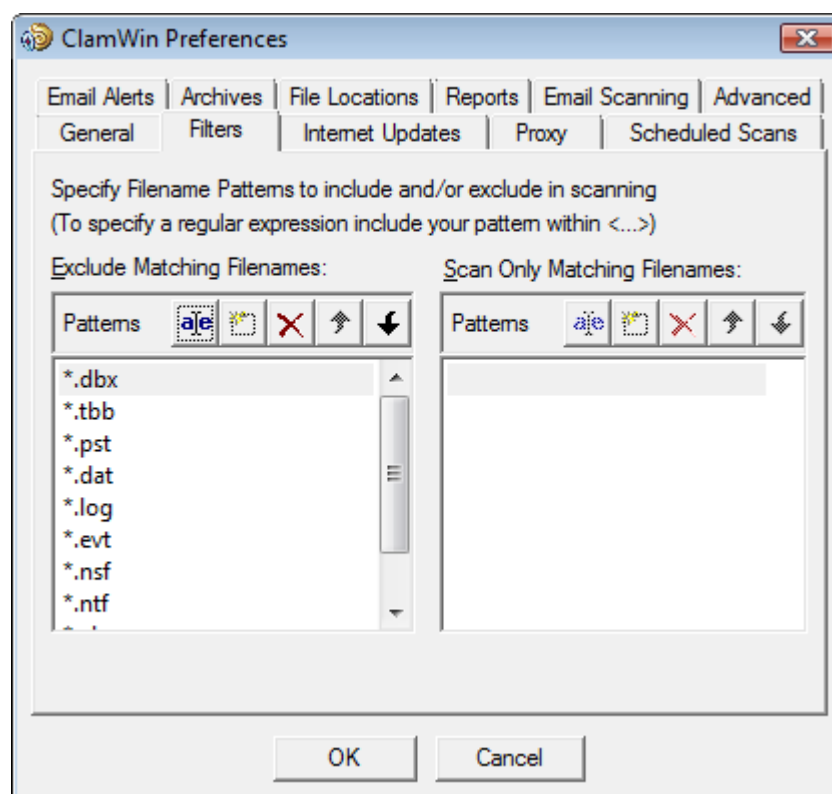 ClamWin Preferences
Email Alerts Archives File Locations Reports Email Scanning Advanced
General Filters Internet Updates Proxy Scheduled Scans
Specify Filename Patterns to include and/or exclude in scanning
(To specify a regular expression include your pattern within <...>)
Exclude Matching Filenames: Scan Only Matching Filenames:
Patterns a|e Patterns a|e
*.dbx
*.tbb
*.pst
*.dat
*.log
*.evt
*.nsf
*.ntf
OK Cancel